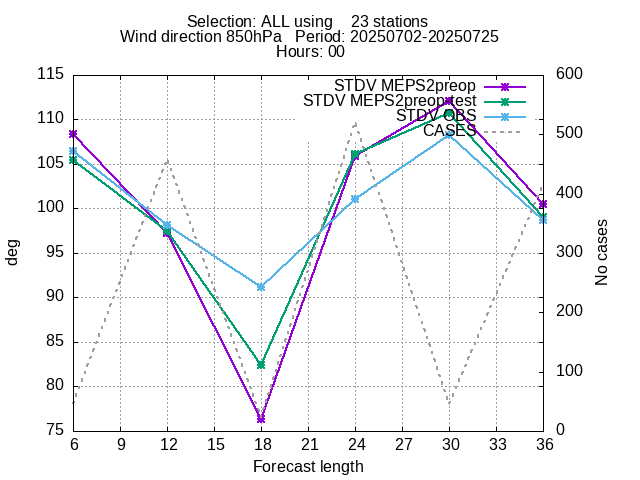 Selection: ALL using 23 stations
Wind direction 850hPa Period: 20250702-20250725
Hours: 00
STDV MEPS2preop
STDV MEPS2preop_test
STDV OBS
CASES
115
110
105
100
95
90
85
80
75
600
500
400
300
200
100
0
deg
No cases
6 9 12 15 18 21 24 27 30 33 36
Forecast length